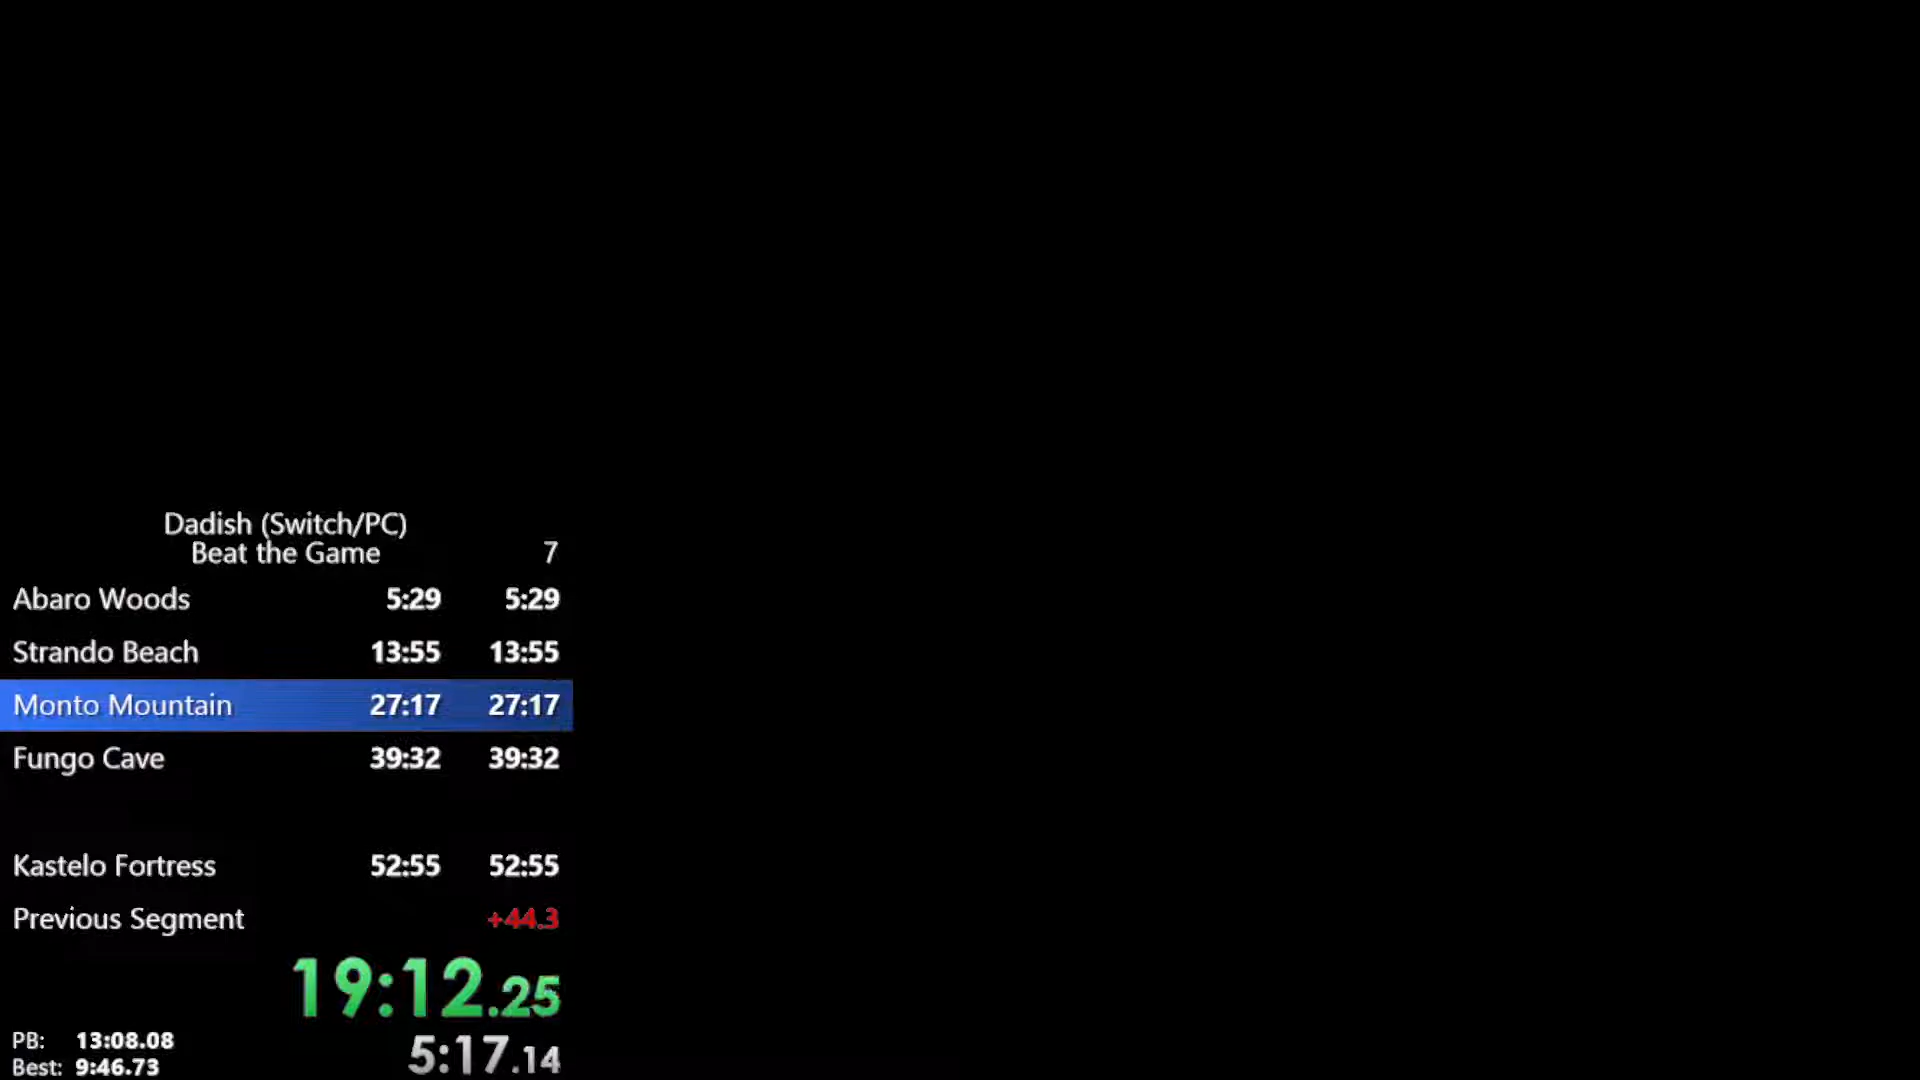 Dadish (Switch/PC)
Beat the Game 7
Abaro Woods 5:29 5:29
Strando Beach 13:55 13:55
Monto Mountain 27:17 27:17
Fungo Cave 39:32 39:32
Kastelo Fortress 52:55 52:55
Previous Segment +44.3
19:12.25
PB: 13:08.08
Best: 9:46.73
5:17.14